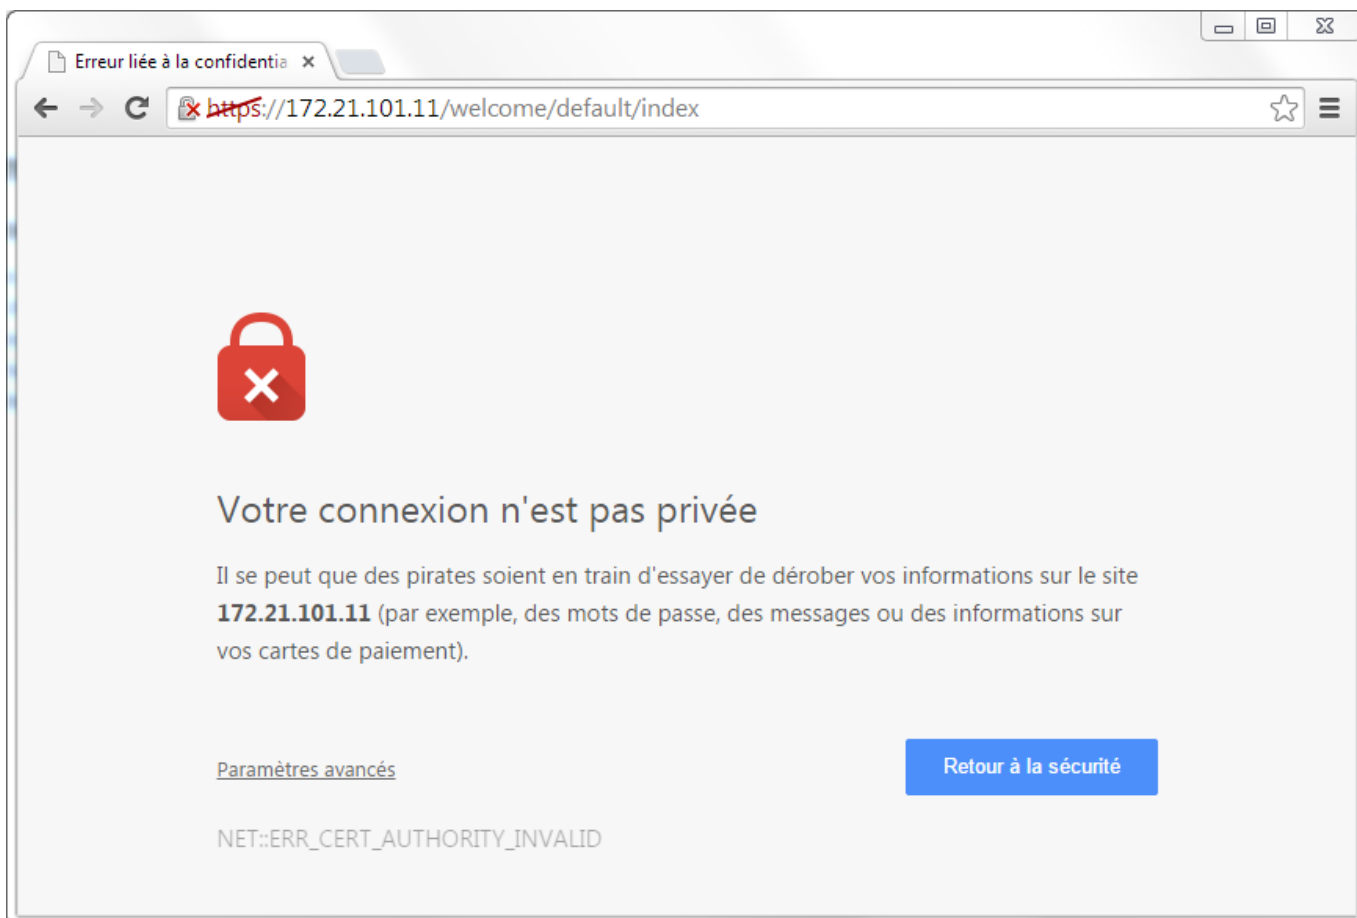 Erreur liée à la confidentia
https://172.21.101.11/welcome/default/index
Votre connexion n'est pas privée
Il se peut que des pirates soient en train d'essayer de dérober vos informations sur le site
172.21.101.11 (par exemple, des mots de passe, des messages ou des informations sur
vos cartes de paiement).
Paramètres avancés
Retour à la sécurité
NET::ERR_CERT_AUTHORITY_INVALID